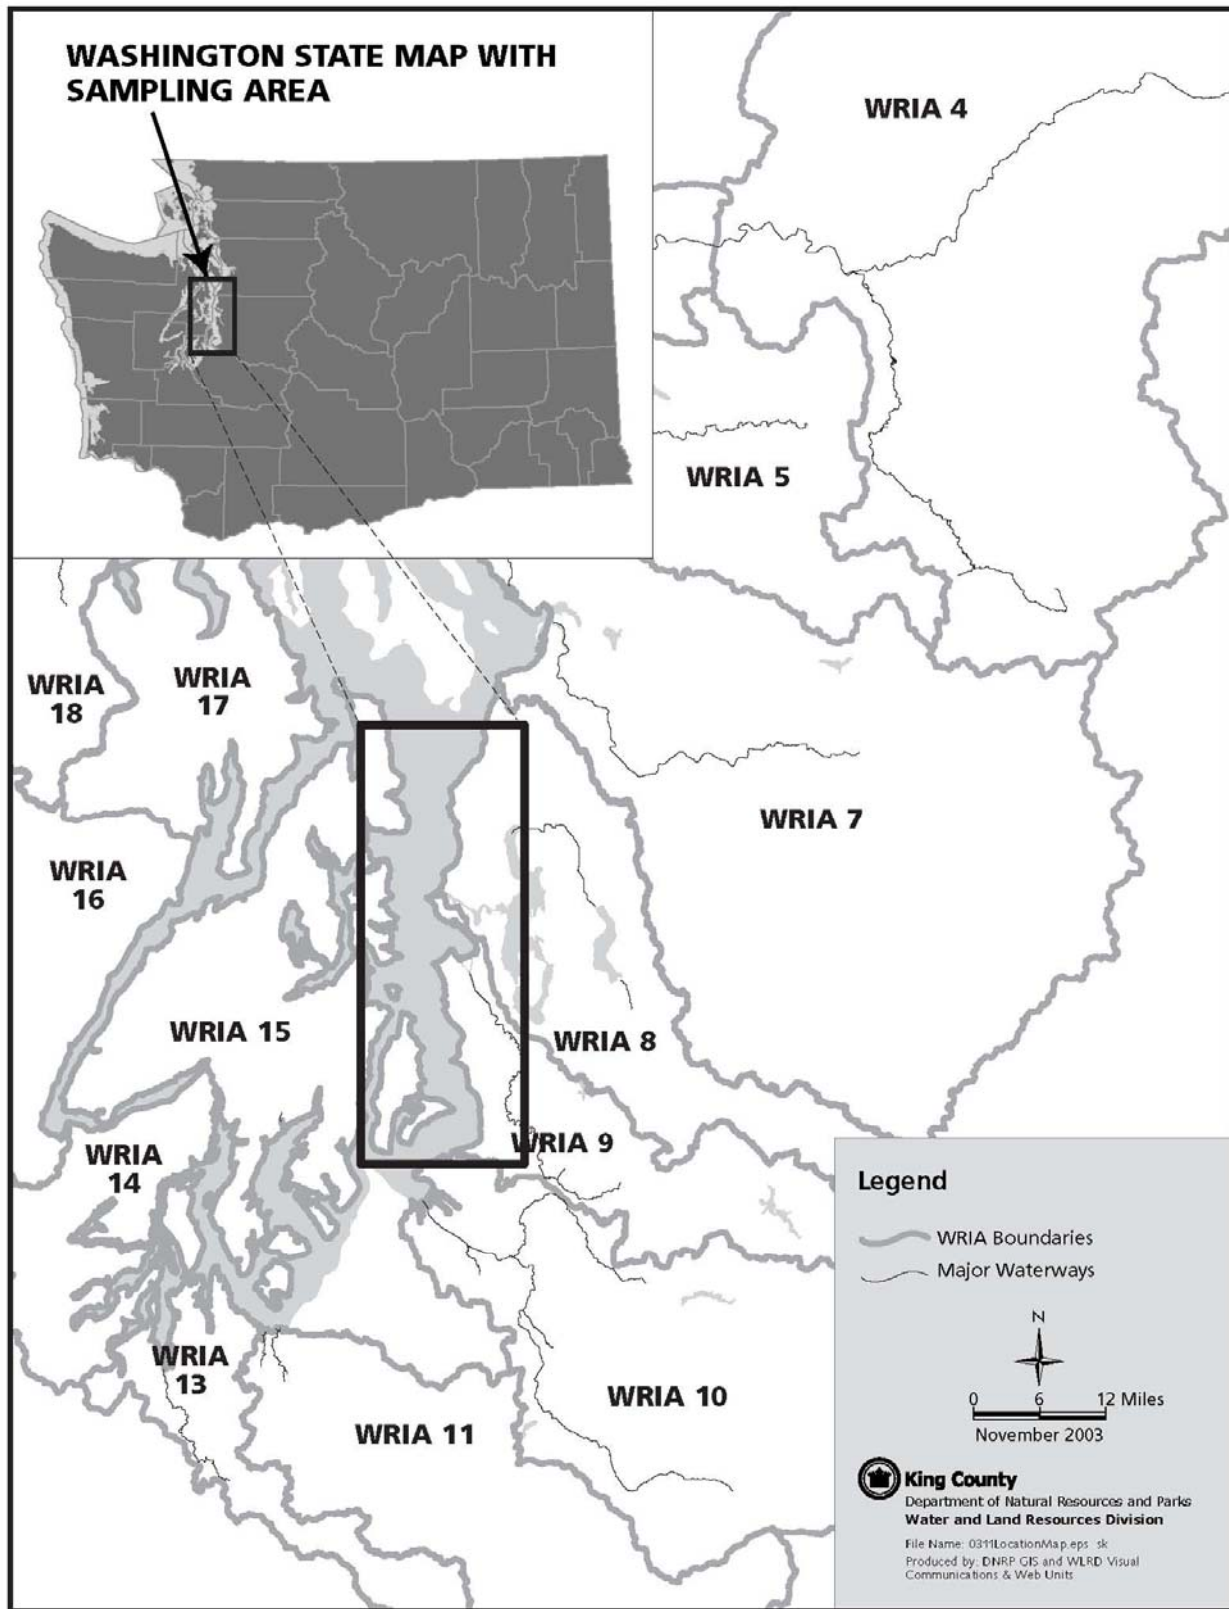 WASHINGTON STATE MAP WITH
SAMPLING AREA
WRIA 4
WRIA 5
WRIA
18
WRIA
17
WRIA 7
WRIA
16
WRIA 15
WRIA 8
WRIA
14
WRIA 9
WRIA
13
WRIA 11
WRIA 10
Legend
WRIA Boundaries
Major Waterways
N
0 6 12 Miles
November 2003
King County
Department of Natural Resources and Parks
Water and Land Resources Division
File Name: 0311LocationMap.eps sk
Produced by: DNRP GIS and WLRD Visual
Communications & Web Units